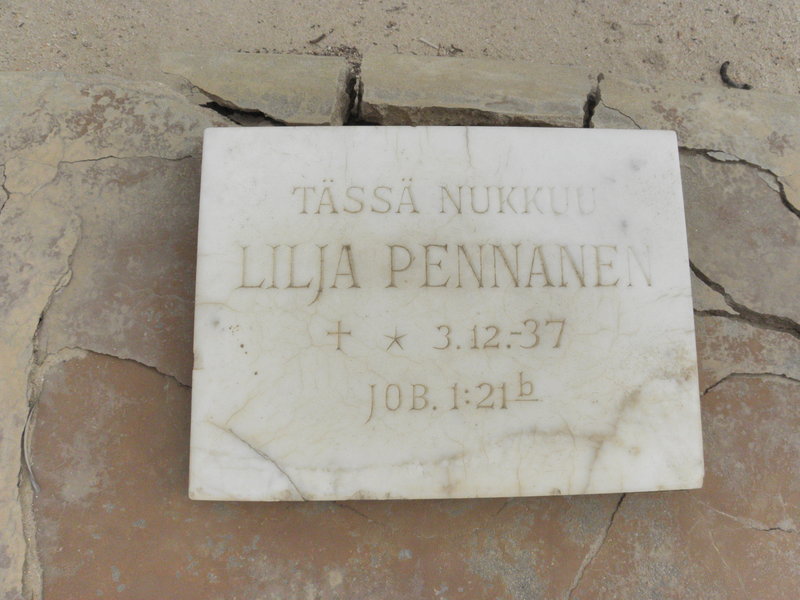 TÄSSÄ NUKKUU
LILJA PENNANEN
† ★ 3.12.-37
JOB. 1:21b